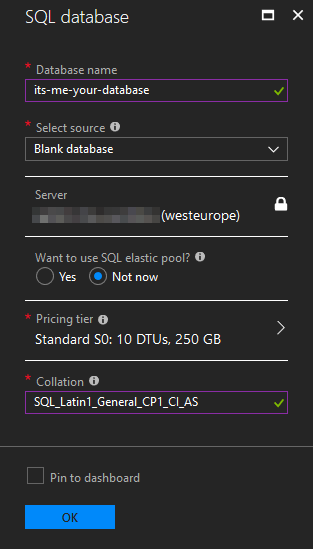 SQL database
* Database name
its-me-your-database
* Select source
Blank database
Server
(westeurope)
Want to use SQL elastic pool?
Yes Not now
* Pricing tier
Standard S0: 10 DTUs, 250 GB
* Collation
SQL_Latin1_General_CP1_CI_AS
Pin to dashboard
OK